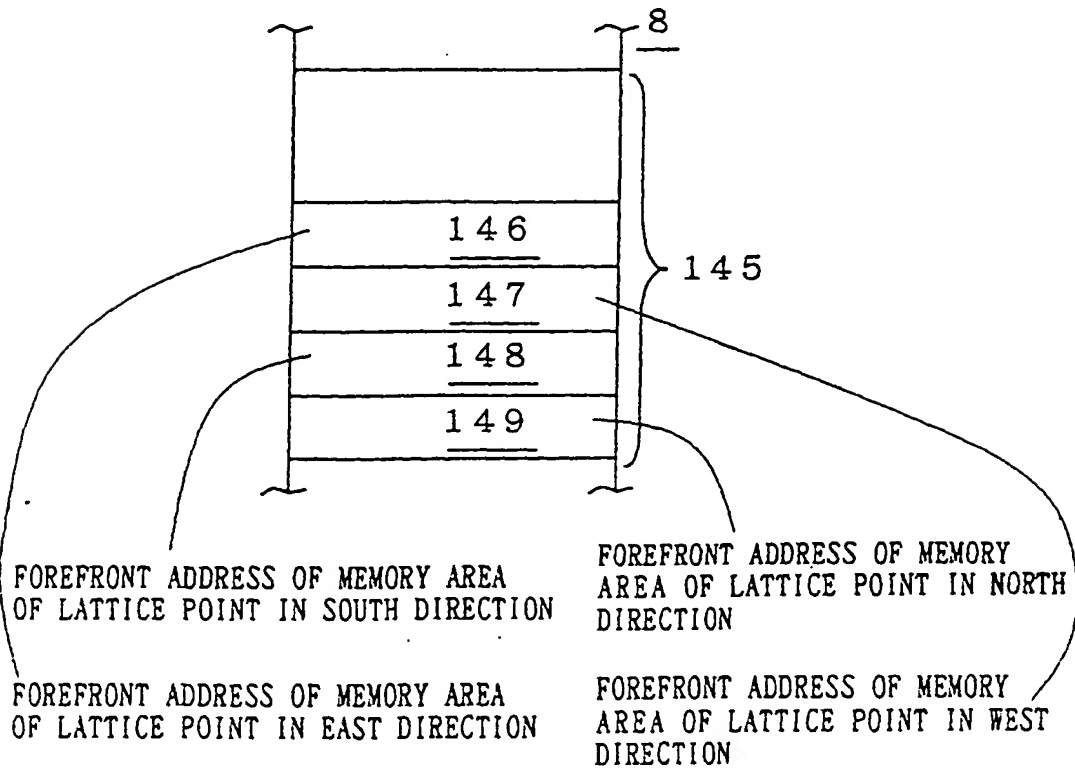 8
146
147
145
148
149
FOREFRONT ADDRESS OF MEMORY AREA
OF LATTICE POINT IN SOUTH DIRECTION
FOREFRONT ADDRESS OF MEMORY
AREA OF LATTICE POINT IN NORTH
DIRECTION
FOREFRONT ADDRESS OF MEMORY AREA
OF LATTICE POINT IN EAST DIRECTION
FOREFRONT ADDRESS OF MEMORY
AREA OF LATTICE POINT IN WEST
DIRECTION